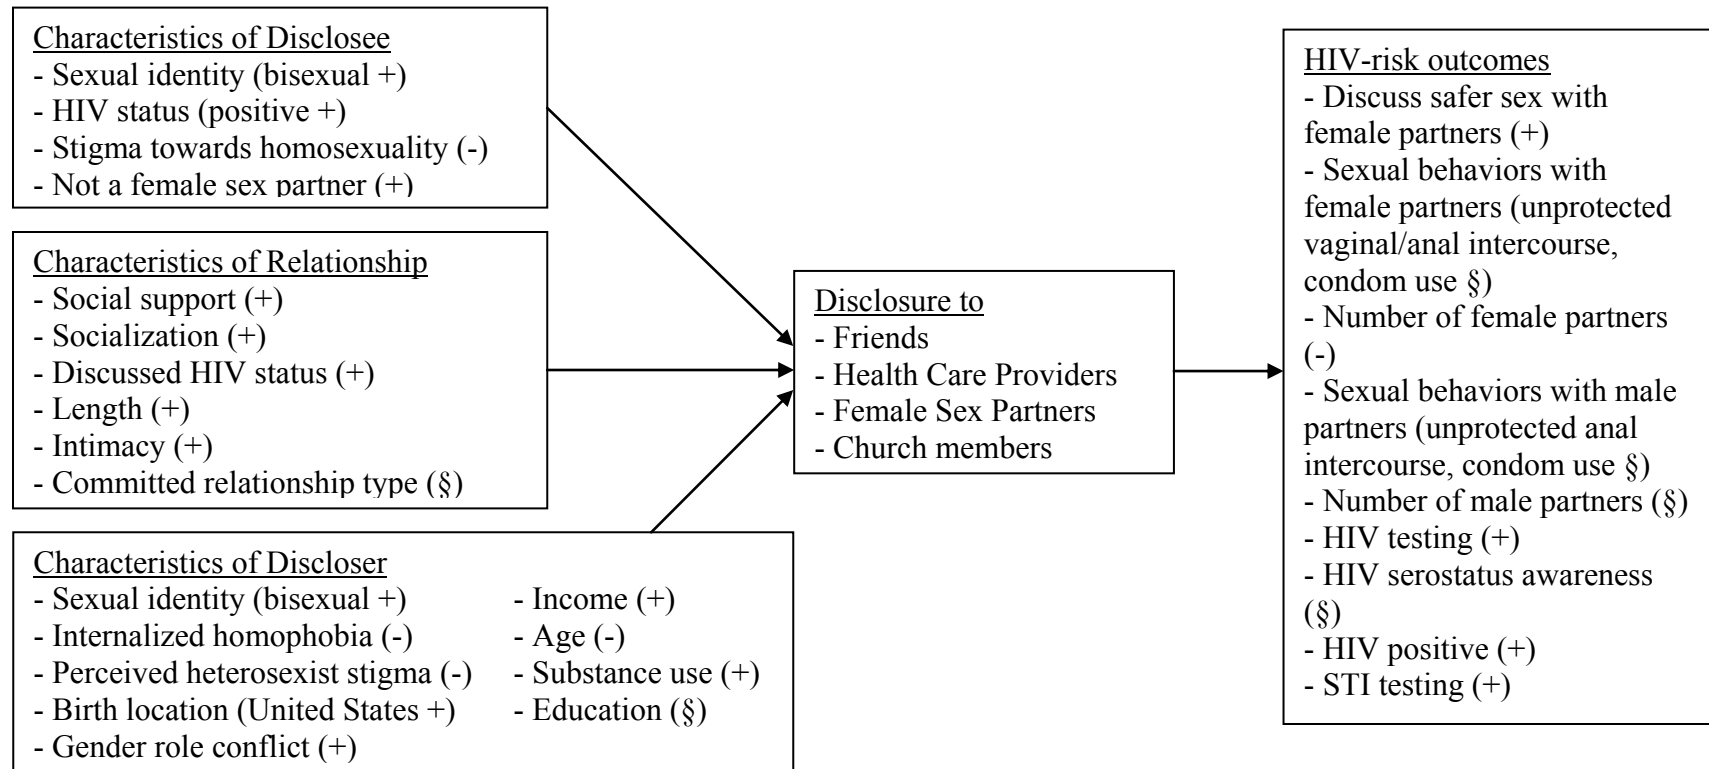 Characteristics of Disclosee
- Sexual identity (bisexual +)
- HIV status (positive +)
- Stigma towards homosexuality (-)
- Not a female sex partner (+)
Characteristics of Relationship
- Social support (+)
- Socialization (+)
- Discussed HIV status (+)
- Length (+)
- Intimacy (+)
- Committed relationship type (§)
Characteristics of Discloser
- Sexual identity (bisexual +)
- Internalized homophobia (-)
- Perceived heterosexist stigma (-)
- Birth location (United States +)
- Gender role conflict (+)
- Income (+)
- Age (-)
- Substance use (+)
- Education (§)
Disclosure to
- Friends
- Health Care Providers
- Female Sex Partners
- Church members
HIV-risk outcomes
- Discuss safer sex with
female partners (+)
- Sexual behaviors with
female partners (unprotected
vaginal/anal intercourse,
condom use §)
- Number of female partners
(-)
- Sexual behaviors with male
partners (unprotected anal
intercourse, condom use §)
- Number of male partners (§)
- HIV testing (+)
- HIV serostatus awareness
(§)
- HIV positive (+)
- STI testing (+)